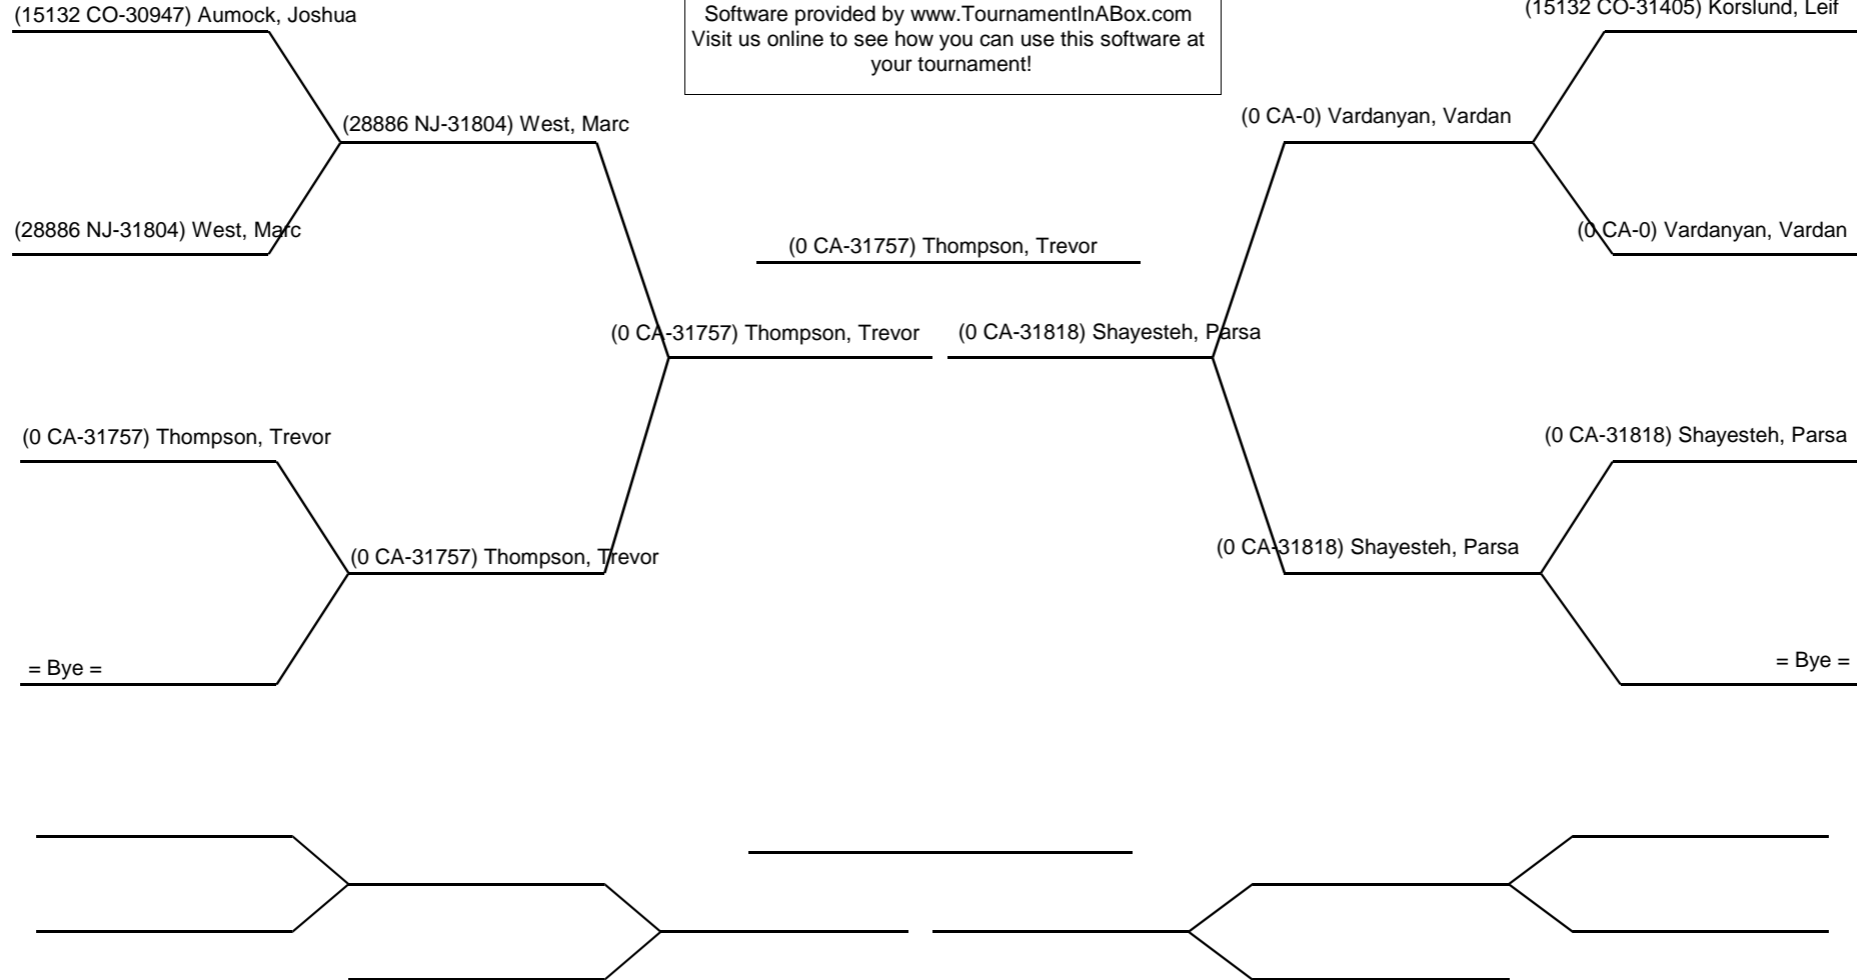 (15132 CO-30947) Aumock, Joshua
Software provided by www.TournamentInABox.com
Visit us online to see how you can use this software at
your tournament!
(15132 CO-31405) Korslund, Leif
(28886 NJ-31804) West, Marc
(0 CA-0) Vardanyan, Vardan
(28886 NJ-31804) West, Marc
(0 CA-31757) Thompson, Trevor
(0 CA-0) Vardanyan, Vardan
(0 CA-31757) Thompson, Trevor
(0 CA-31818) Shayesteh, Parsa
(0 CA-31757) Thompson, Trevor
(0 CA-31818) Shayesteh, Parsa
(0 CA-31757) Thompson, Trevor
(0 CA-31818) Shayesteh, Parsa
= Bye =
= Bye =